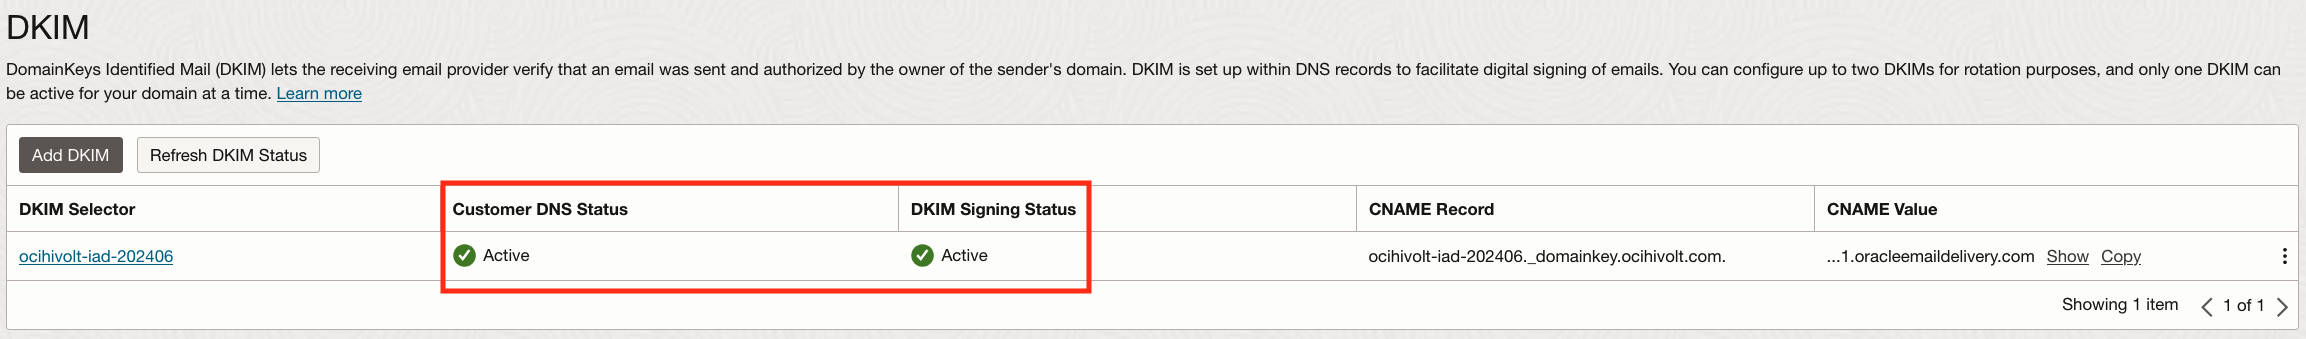 DKIM
DomainKeys Identified Mail (DKIM) lets the receiving email provider verify that an email was sent and authorized by the owner of the sender's domain. DKIM is set up within DNS records to facilitate digital signing of emails. You can configure up to two DKIMs for rotation purposes, and only one DKIM can
be active for your domain at a time. Learn more
Add DKIM Refresh DKIM Status
DKIM Selector Customer DNS Status DKIM Signing Status CNAME Record CNAME Value
ocihivolt-iad-202406 Active Active ocihivolt-iad-202406._domainkey.ocihivolt.com. ...1.oracleemaildelivery.com Show Copy
Showing 1 item 1 of 1